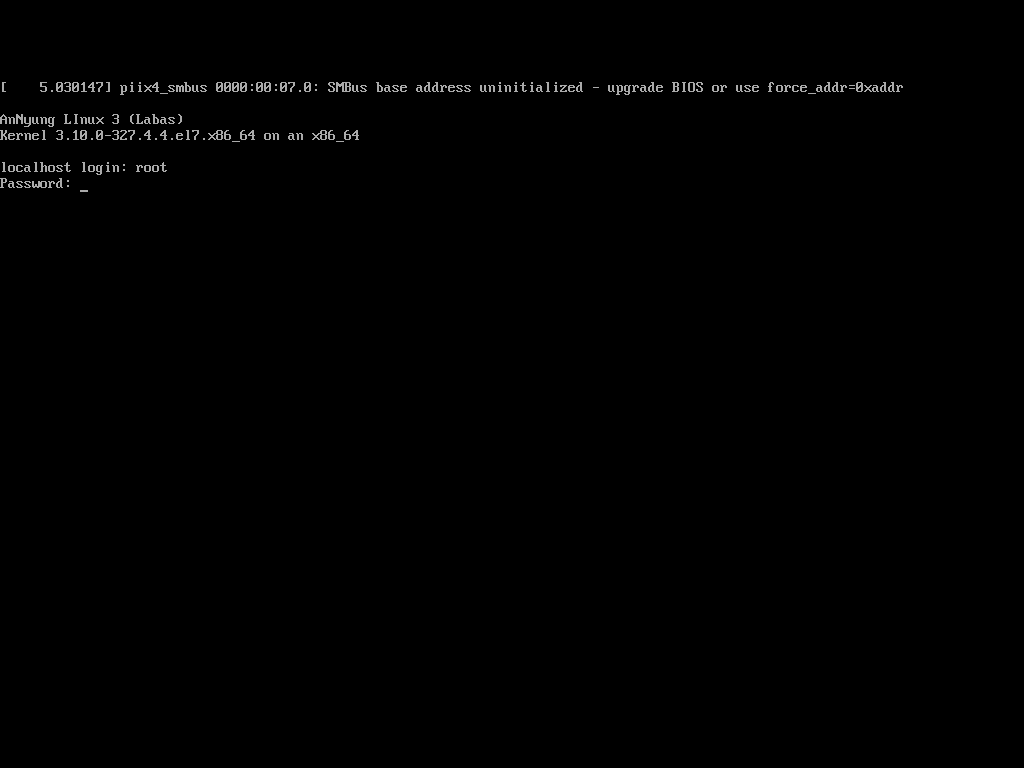 [    5.030147] piix4_smbus 0000:00:07.0: SMBus base address uninitialized - upgrade BIOS or use force_addr=0xaddr
AnNyung LInux 3 (Labas)
Kernel 3.10.0-327.4.4.el7.x86_64 on an x86_64
localhost login: root
Password: _